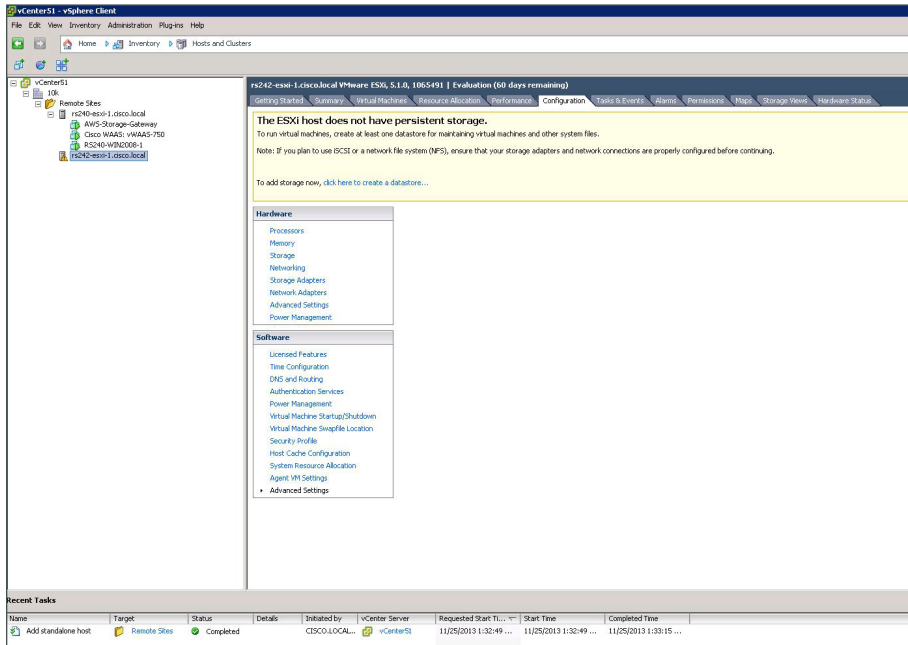 vCenter51 - vSphere Client
File Edit View Inventory Administration Plug-ins Help
Home Inventory Hosts and Clusters
vCenter51
10k
Remote Sites
rs240-esxi-1.cisco.local
AWS-Storage-Gateway
Cisco WAAS: vWAAS-750
RS240-WIN2008-1
rs242-esxi-1.cisco.local
rs242-esxi-1.cisco.local VMware ESXi, 5.1.0, 1065491 | Evaluation (60 days remaining)
Getting Started Summary Virtual Machines Resource Allocation Performance Configuration Tasks & Events Alarms Permissions Maps Storage Views Hardware Status
The ESXi host does not have persistent storage.
To run virtual machines, create at least one datastore for maintaining virtual machines and other system files.
Note: If you plan to use iSCSI or a network file system (NFS), ensure that your storage adapters and network connections are properly configured before continuing.
To add storage now, click here to create a datastore...
Hardware
Processors
Memory
Storage
Networking
Storage Adapters
Network Adapters
Advanced Settings
Power Management
Software
Licensed Features
Time Configuration
DNS and Routing
Authentication Services
Power Management
Virtual Machine Startup/Shutdown
Virtual Machine Swapfile Location
Security Profile
Host Cache Configuration
System Resource Allocation
Agent VM Settings
Advanced Settings
Recent Tasks
Name Target Status Details Initiated by vCenter Server Requested Start Ti... Start Time Completed Time
Add standalone host Remote Sites Completed CISCO.LOCAL... vCenter51 11/25/2013 1:32:49 ... 11/25/2013 1:32:49 ... 11/25/2013 1:33:15 ...